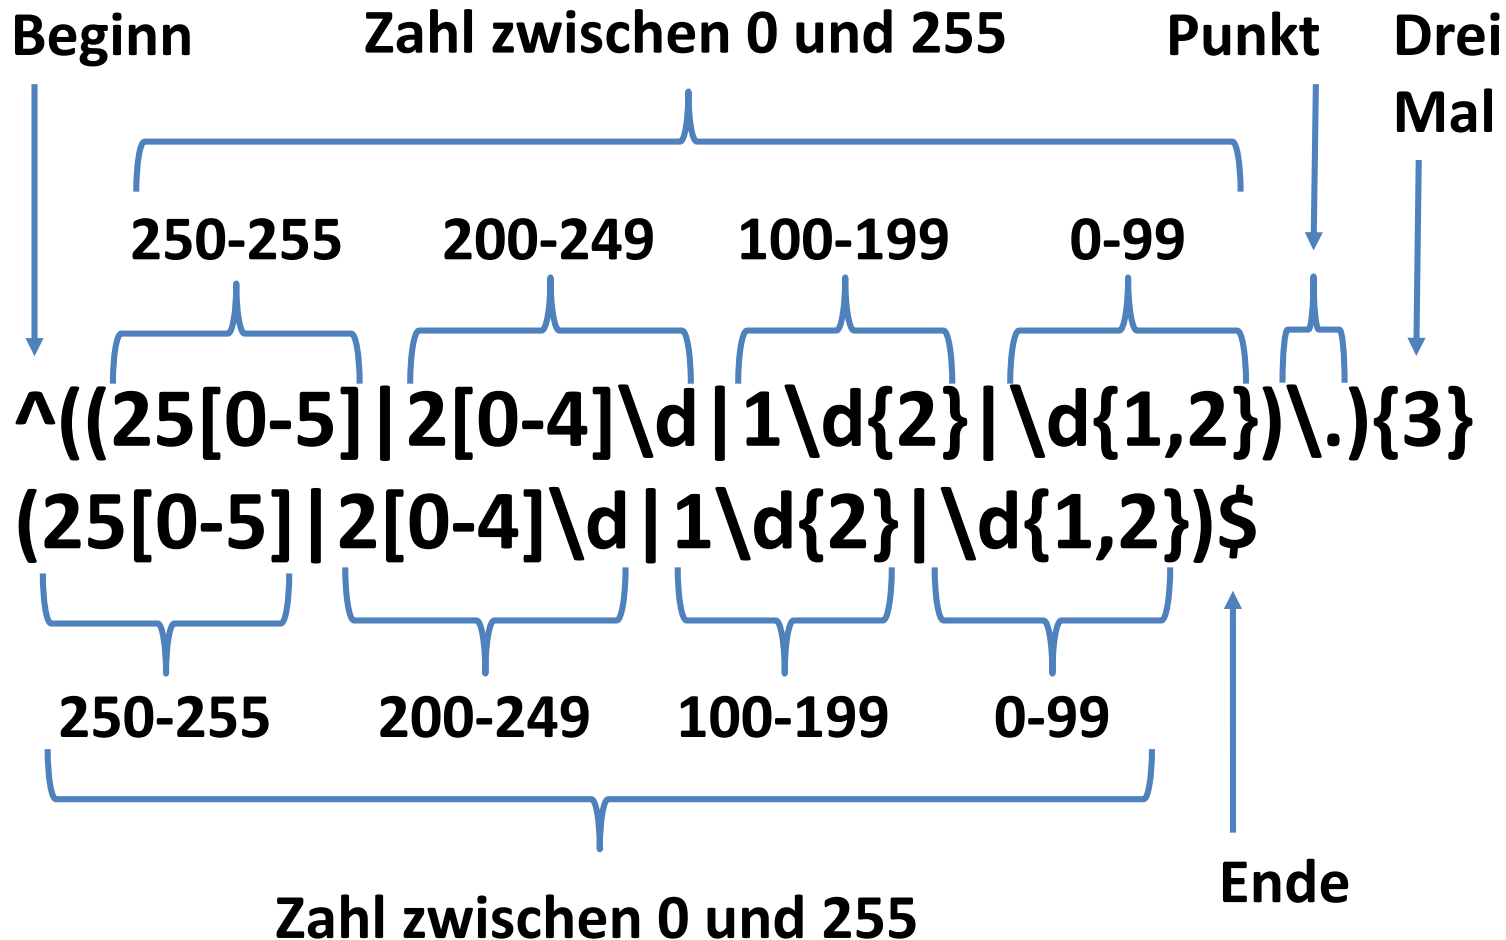 Beginn
Zahl zwischen 0 und 255
Punkt
Drei
Mal
250-255
200-249
100-199
0-99
^((25[0-5]|2[0-4]\d|1\d{2}|\d{1,2})\.){3}
(25[0-5]|2[0-4]\d|1\d{2}|\d{1,2})$
250-255
200-249
100-199
0-99
Ende
Zahl zwischen 0 und 255